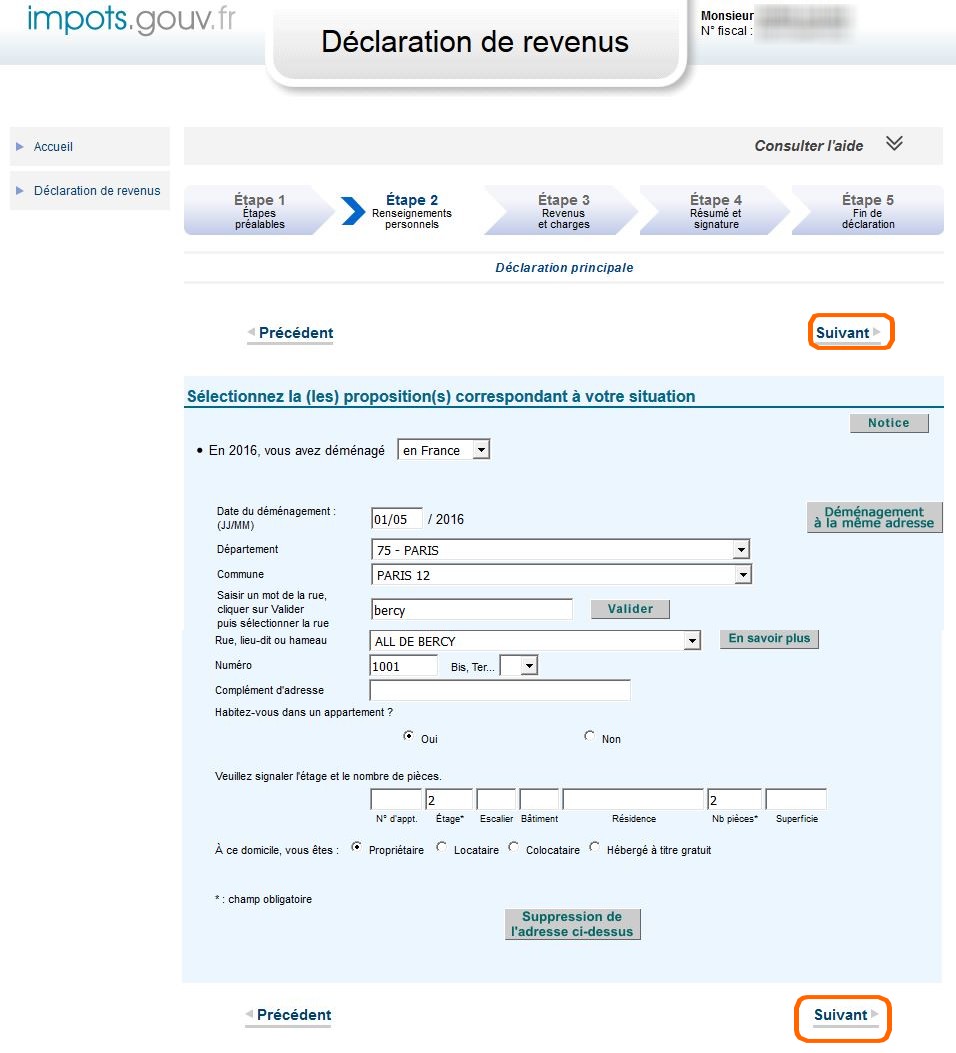 impots.gouv.fr
Déclaration de revenus
Monsieur
N° fiscal :
Accueil
Déclaration de revenus
Consulter l'aide
Étape 1
Étapes
préalables
Étape 2
Renseignements
personnels
Étape 3
Revenus
et charges
Étape 4
Résumé et
signature
Étape 5
Fin de
déclaration
Déclaration principale
Précédent
Suivant
Sélectionnez la (les) proposition(s) correspondant à votre situation
Notice
• En 2016, vous avez déménagé en France
Date du déménagement :
(JJ/MM)
01/05 / 2016
Déménagement
à la même adresse
Département 75 - PARIS
Commune PARIS 12
Saisir un mot de la rue,
cliquer sur Valider
puis sélectionner la rue
bercy Valider
Rue, lieu-dit ou hameau ALL DE BERCY En savoir plus
Numéro 1001 Bis, Ter...
Complément d'adresse
Habitez-vous dans un appartement ?
Oui Non
Veuillez signaler l'étage et le nombre de pièces.
2 2
N° d'appt. Étage* Escalier Bâtiment Résidence Nb pièces* Superficie
À ce domicile, vous êtes : Propriétaire Locataire Colocataire Hébergé à titre gratuit
* : champ obligatoire
Suppression de
l'adresse ci-dessus
Précédent
Suivant